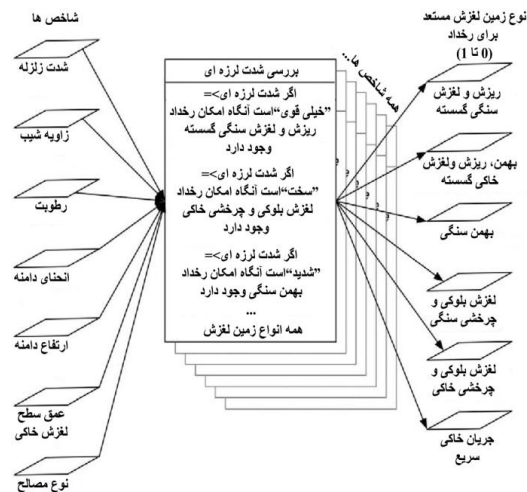 شاخص ها
شدت زلزله
زاویه شیب
رطوبت
انحنای دامنه
ارتفاع دامنه
عمق سطح
لغزش خاکی
نوع مصالح
همه شاخص ها...
بررسی شدت لرزه ای
اگر شدت لرزه ای =>
”خیلی قوی“است آنگاه امکان رخداد
ریزش و لغزش سنگی گسسته
وجود دارد
اگر شدت لرزه ای =>
”سخت“است آنگاه امکان رخداد
لغزش بلوکی و چرخشی خاکی
وجود دارد
اگر شدت لرزه ای =>
”شدید“است آنگاه امکان رخداد
بهمن سنگی وجود دارد
...
همه انواع زمین لغزش
نوع زمین لغزش مستعد
برای رخداد
(0 تا 1)
ریزش و لغزش
سنگی گسسته
بهمن، ریزش ولغزش
خاکی گسسته
بهمن سنگی
لغزش بلوکی و
چرخشی سنگی
لغزش بلوکی و
چرخشی خاکی
جریان خاکی
سریع